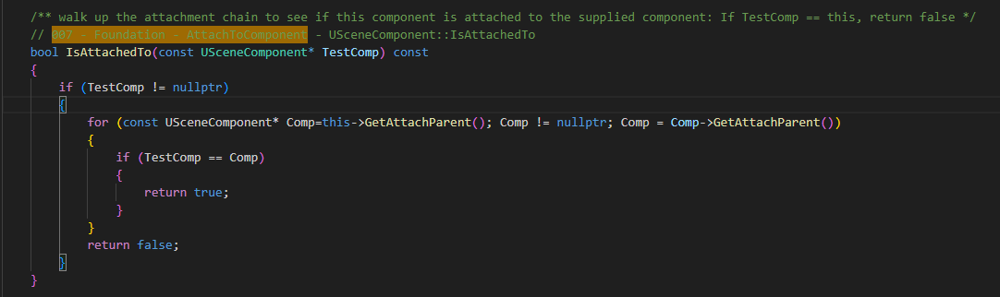 /** walk up the attachment chain to see if this component is attached to the supplied component: If TestComp == this, return false */
// 007 - Foundation - AttachToComponent - USceneComponent::IsAttachedTo
bool IsAttachedTo(const USceneComponent* TestComp) const
{
    if (TestComp != nullptr)
    {
        for (const USceneComponent* Comp=this->GetAttachParent(); Comp != nullptr; Comp = Comp->GetAttachParent())
        {
            if (TestComp == Comp)
            {
                return true;
            }
        }
        return false;
    }
}